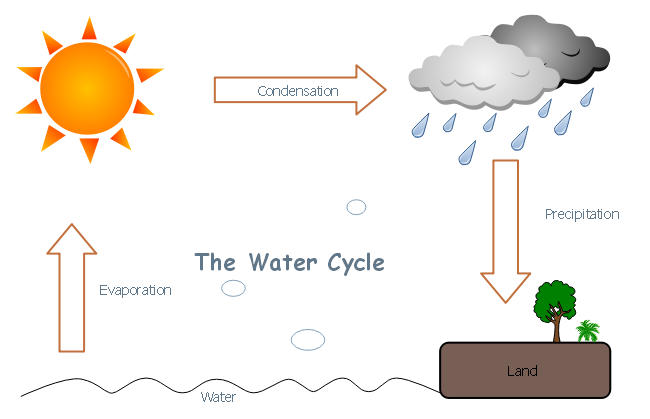 Condensation
Precipitation
The Water Cycle
Evaporation
Land
Water